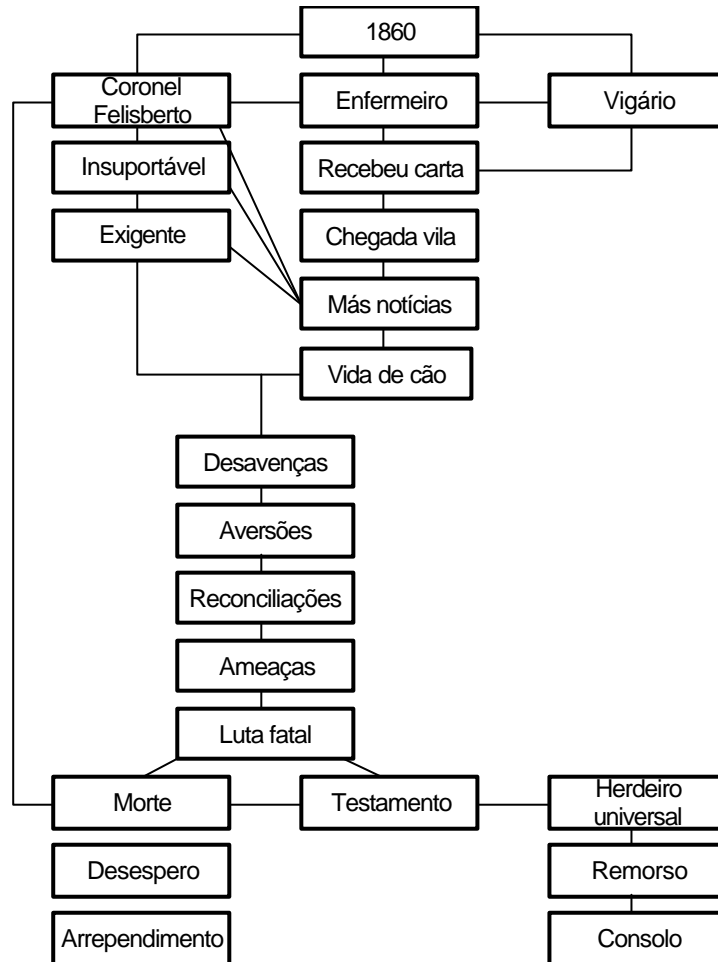 1860
Coronel
Felisberto
Enfermeiro
Vigário
Insuportável
Recebeu carta
Exigente
Chegada vila
Más notícias
Vida de cão
Desavenças
Aversões
Reconciliações
Ameaças
Luta fatal
Morte
Testamento
Herdeiro
universal
Desespero
Remorso
Arrependimento
Consolo